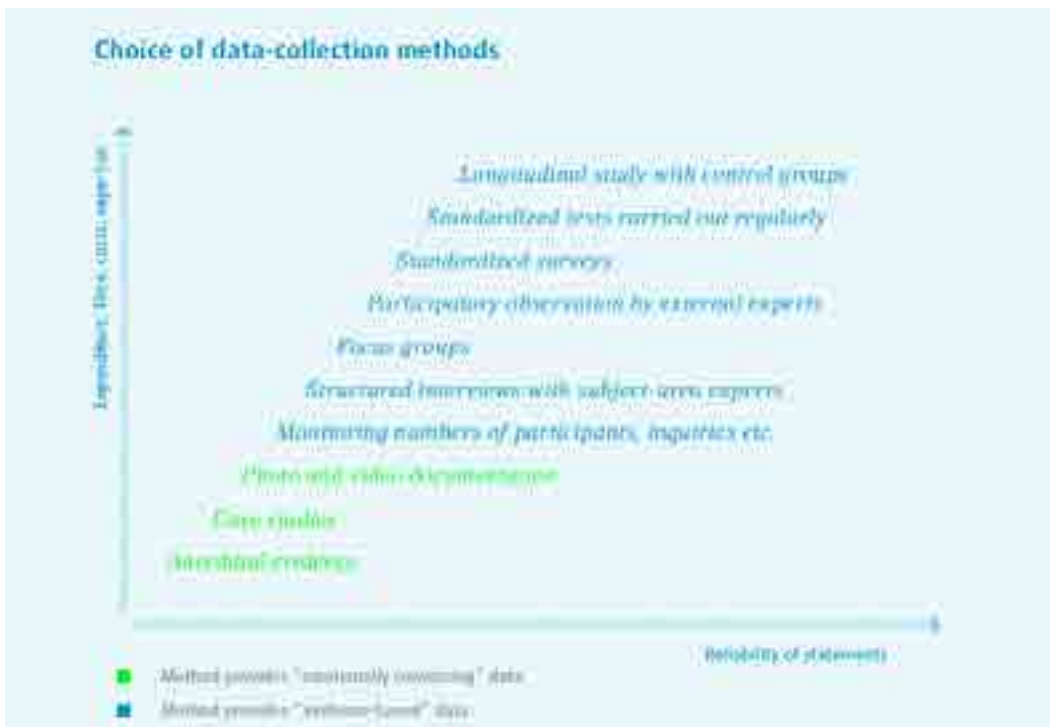 Choice of data-collection methods
Longitudinal study with control groups
Standardized tests carried out regularly
Standardized surveys
Participatory observation by external experts
Focus groups
Structured interviews with subject-area experts
Monitoring numbers of participants, inquiries etc.
Photo and video documentation
Case studies
Anecdotal evidence
Reliability of statements
Method provides "emotionally convincing" data
Method provides "evidence-based" data